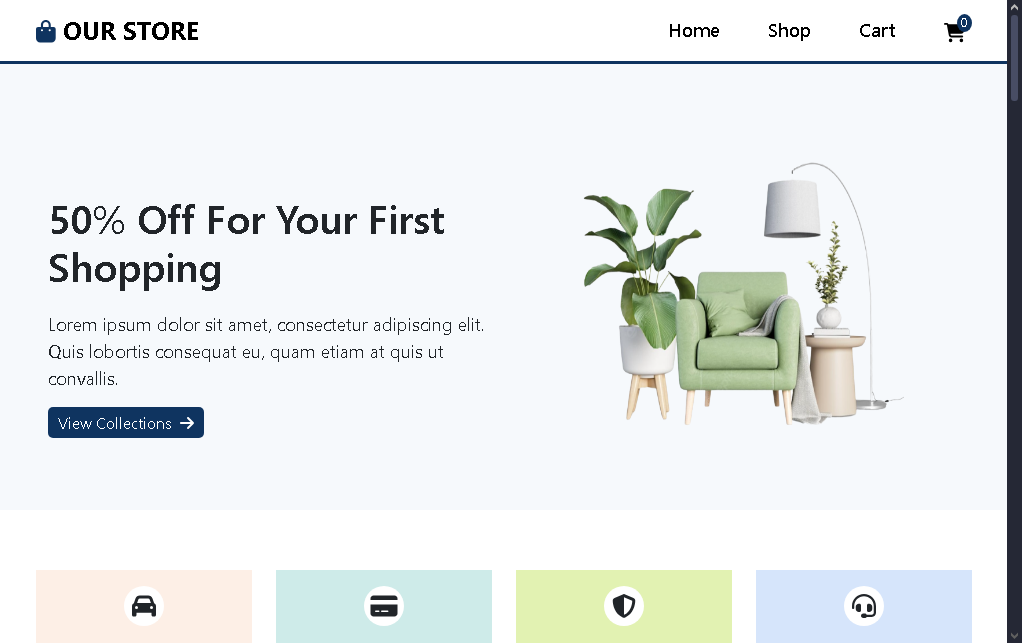 OUR STORE
Home
Shop
Cart
0
50% Off For Your First
Shopping
Lorem ipsum dolor sit amet, consectetur adipiscing elit.
Quis lobortis consequat eu, quam etiam at quis ut
convallis.
View Collections